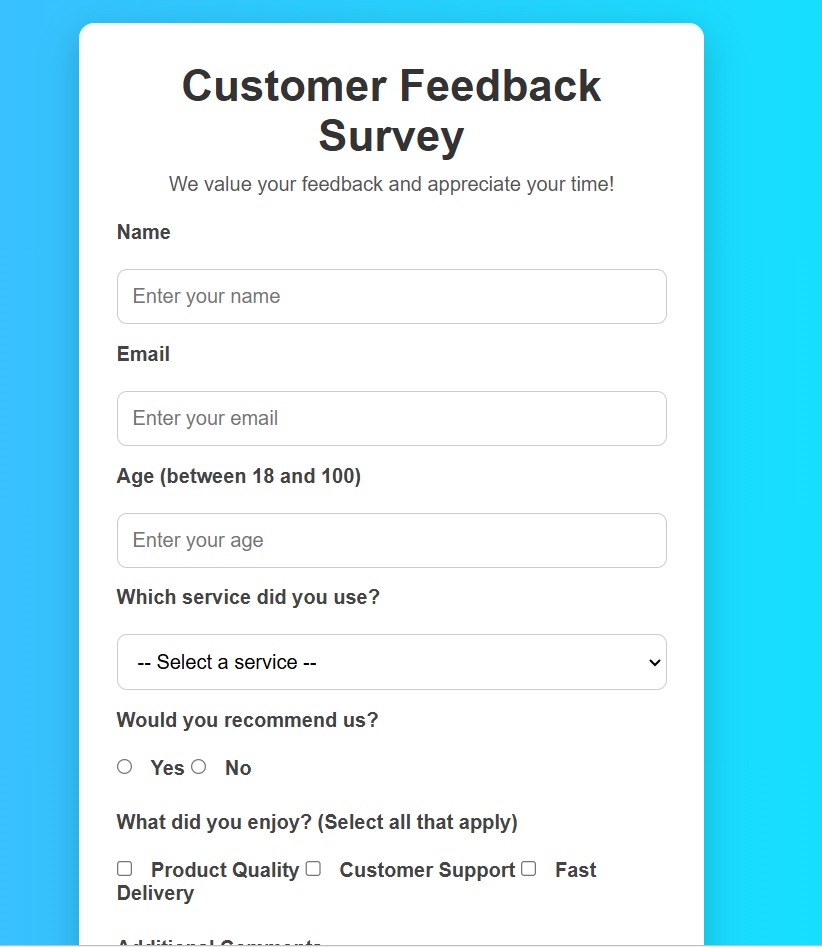 Customer Feedback
Survey
We value your feedback and appreciate your time!
Name
Enter your name
Email
Enter your email
Age (between 18 and 100)
Enter your age
Which service did you use?
-- Select a service --
Would you recommend us?
Yes No
What did you enjoy? (Select all that apply)
Product Quality Customer Support Fast
Delivery
Additional Comments